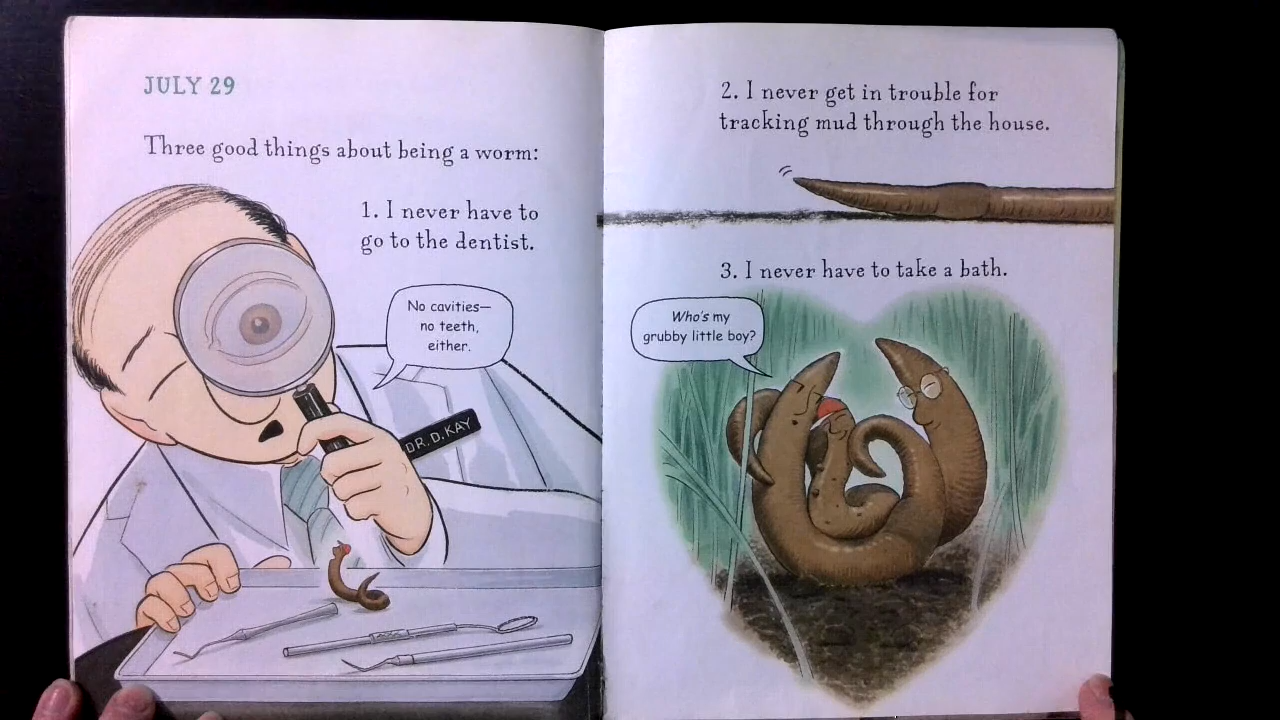 JULY 29
Three good things about being a worm:
1. I never have to
go to the dentist.
No cavities—
no teeth,
either.
DR. D. KAY
2. I never get in trouble for
tracking mud through the house.
3. I never have to take a bath.
Who's my
grubby little boy?